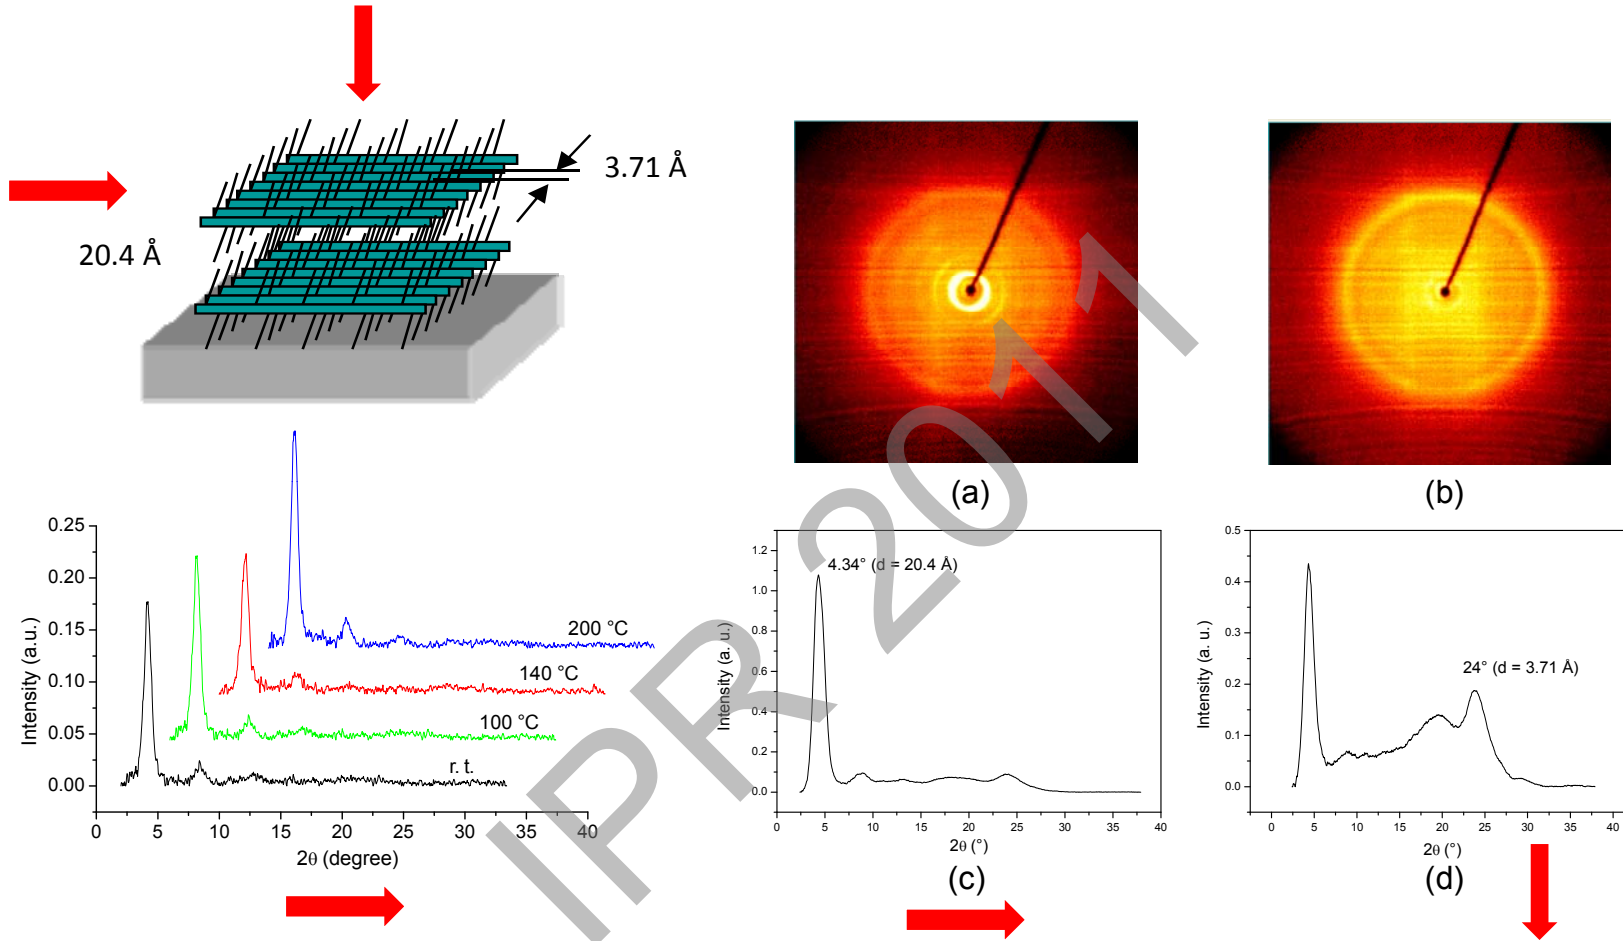 3.71 Å
20.4 Å
(a)
(b)
0.25
0.20
0.15
0.10
0.05
0.00
Intensity (a.u.)
200 °C
140 °C
100 °C
r. t.
0 5 10 15 20 25 30 35 40
2θ (degree)
1.2
1.0
0.8
0.6
0.4
0.2
0.0
Intensity (a. u.)
4.34° (d = 20.4 Å)
0 5 10 15 20 25 30 35 40
2θ (°)
(c)
0.5
0.4
0.3
0.2
0.1
0.0
Intensity (a. u.)
24° (d = 3.71 Å)
0 5 10 15 20 25 30 35 40
2θ (°)
(d)
IPR 2011